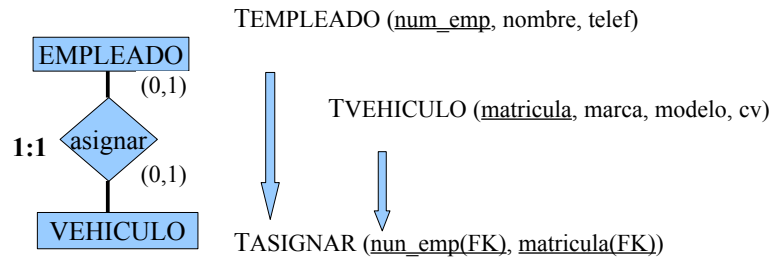 TEMPLEADO (num_emp, nombre, telef)
EMPLEADO
(0,1)
TVEHICULO (matricula, marca, modelo, cv)
1:1
asignar
(0,1)
VEHICULO
TASIGNAR (nun_emp(FK), matricula(FK))